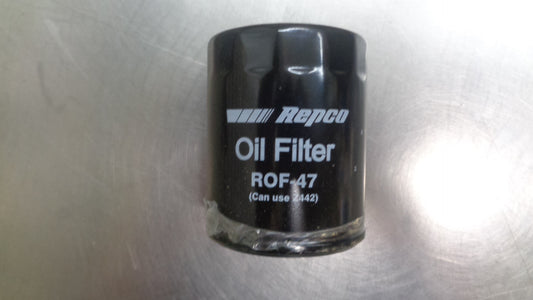 Repco
Oil Filter
ROF-47
(Can use Z442)